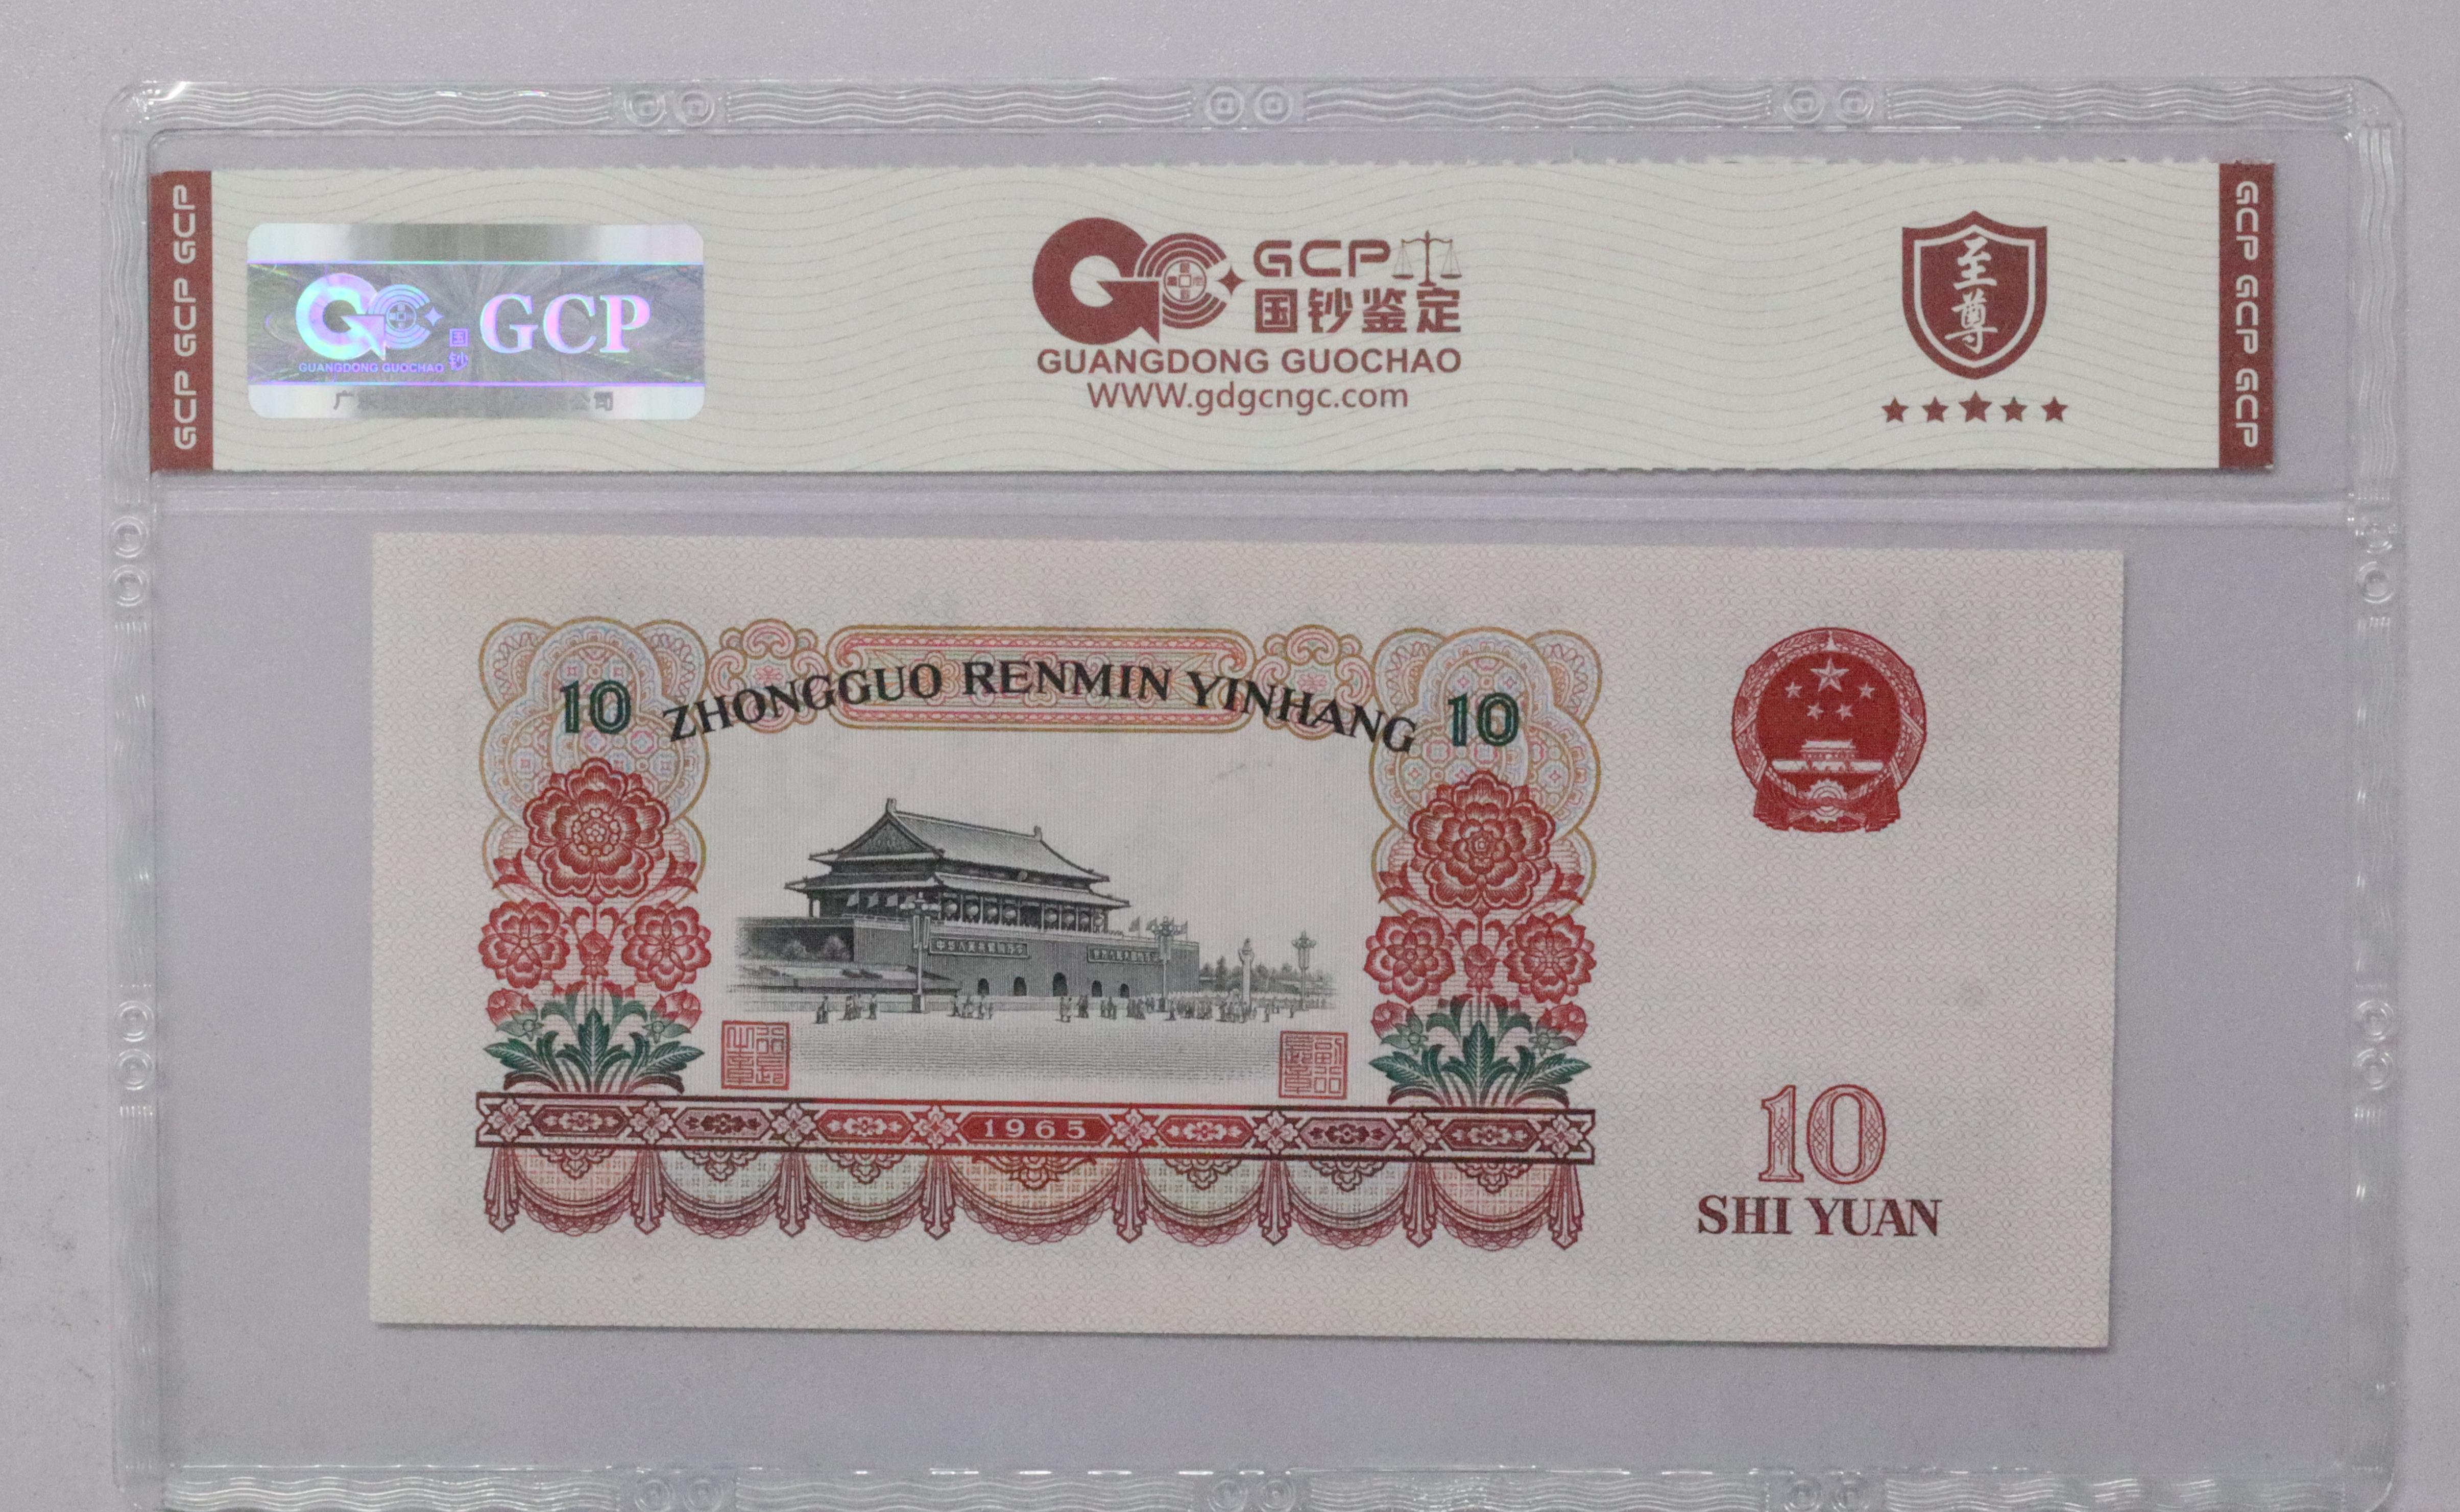 GCP GCP GCP
GCP
国钞
GUANGDONG GUOCHAO
GCP
国钞鉴定
GUANGDONG GUOCHAO
WWW.gdgcngc.com
至尊
GCP GCP GCP
10 ZHONGGUO RENMIN YINHANG 10
1965
10
SHI YUAN